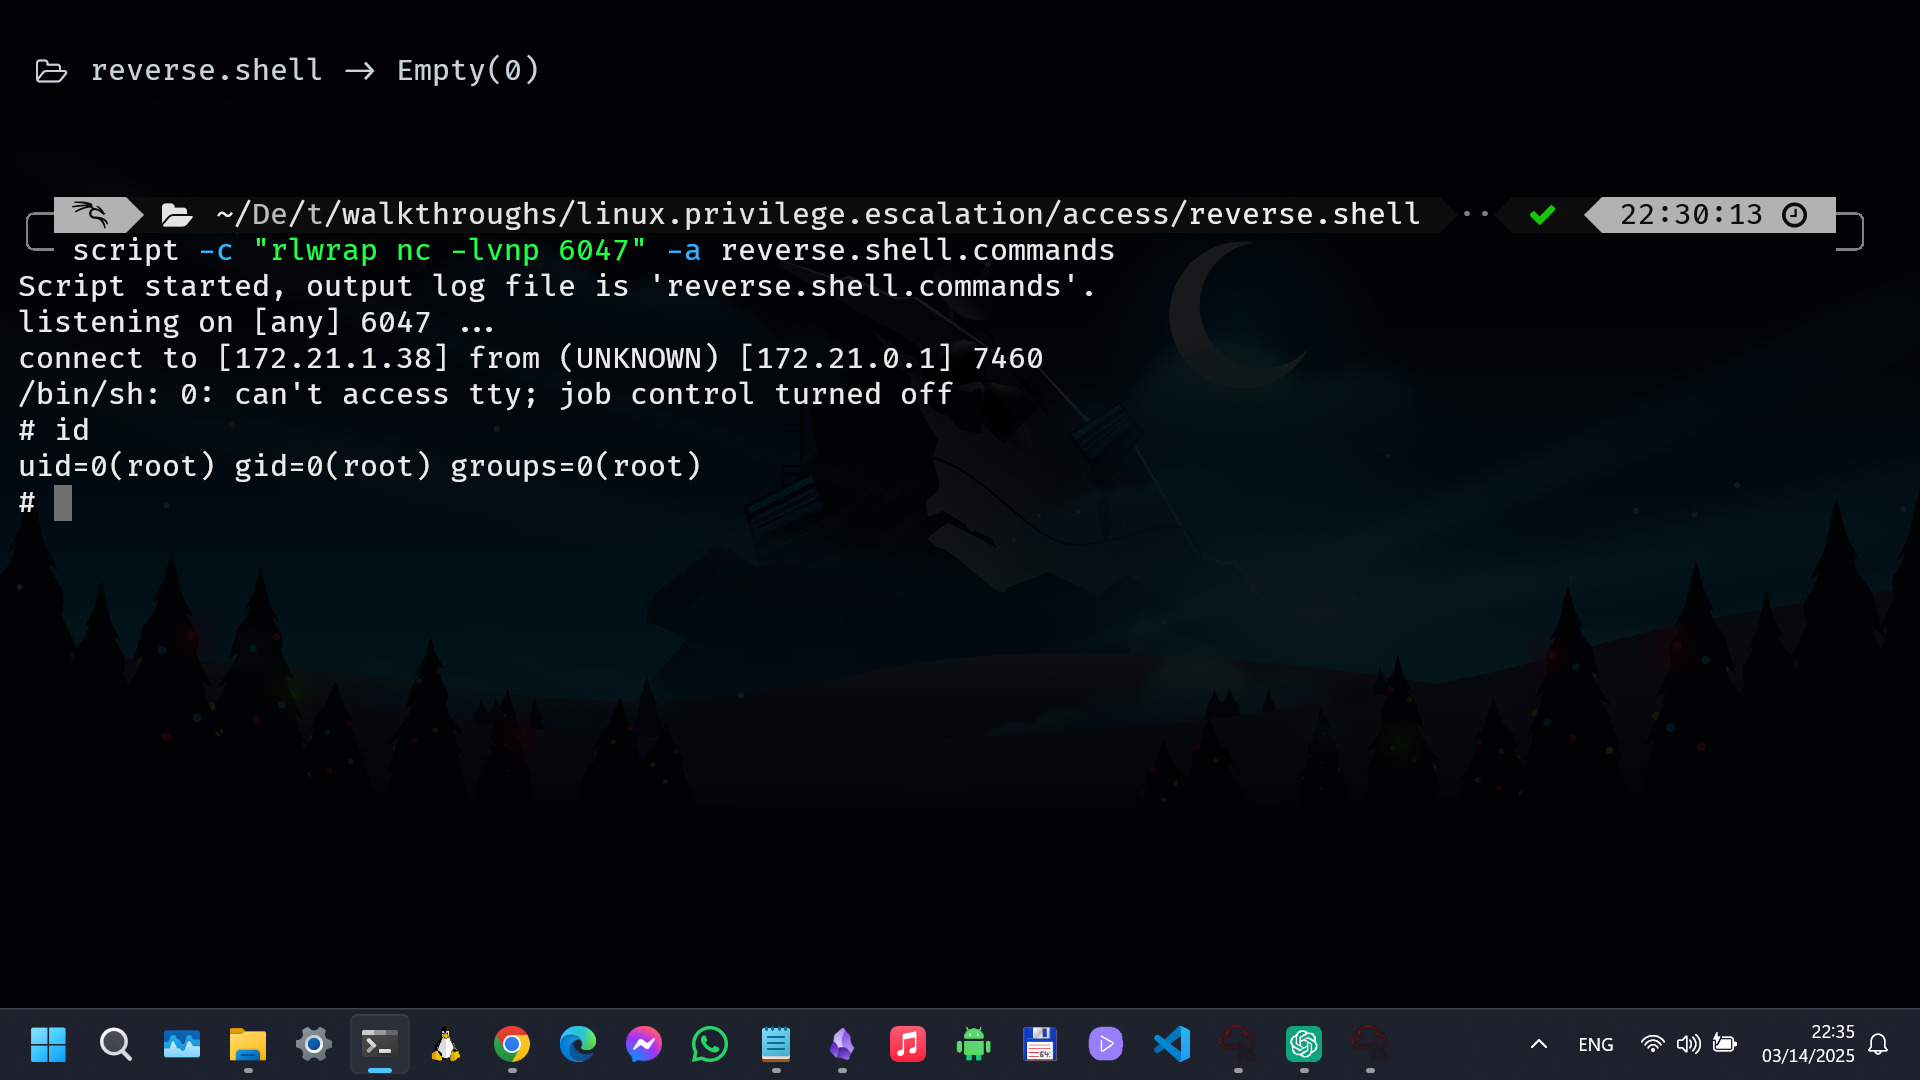 reverse.shell → Empty(0)
~/De/t/walkthroughs/linux.privilege.escalation/access/reverse.shell ·· ✔ 22:30:13
script -c "rlwrap nc -lvnp 6047" -a reverse.shell.commands
Script started, output log file is 'reverse.shell.commands'.
listening on [any] 6047 ...
connect to [172.21.1.38] from (UNKNOWN) [172.21.0.1] 7460
/bin/sh: 0: can't access tty; job control turned off
# id
uid=0(root) gid=0(root) groups=0(root)
#
64
ENG
22:35
03/14/2025